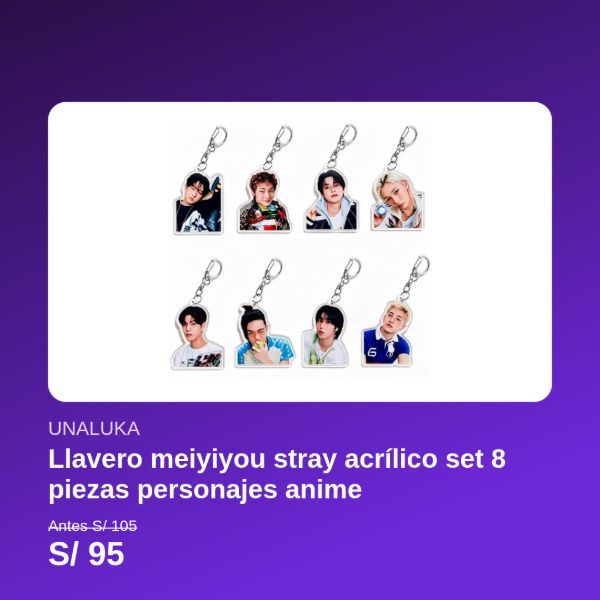 UNALUKA
Llavero meiyiyou stray acrílico set 8
piezas personajes anime
Antes S/ 105
S/ 95